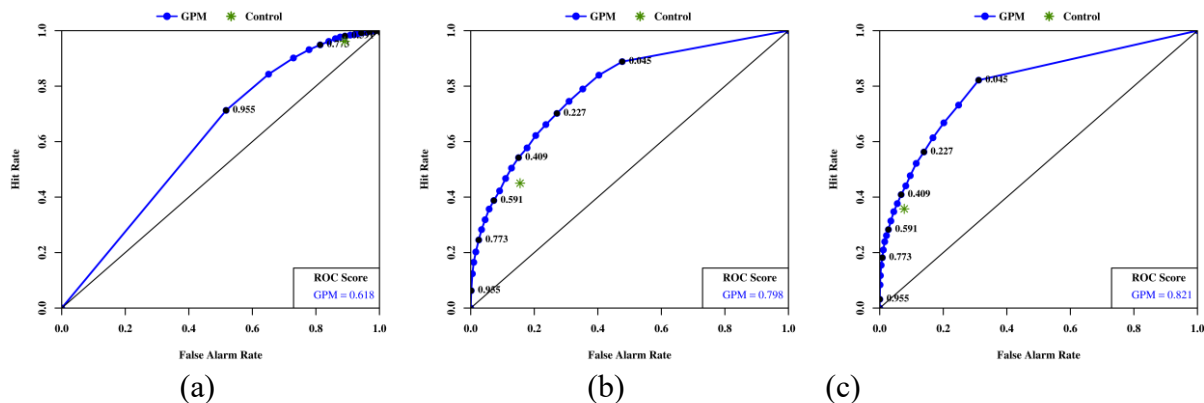 GPM Control
1.0
0.8
0.6
0.4
0.2
0.0
Hit Rate
0.955
0.773
ROC Score
GPM = 0.618
0.0 0.2 0.4 0.6 0.8 1.0
False Alarm Rate
(a)
GPM Control
1.0
0.8
0.6
0.4
0.2
0.0
Hit Rate
0.045
0.227
0.409
0.591
0.773
0.955
ROC Score
GPM = 0.798
0.0 0.2 0.4 0.6 0.8 1.0
False Alarm Rate
(b)
GPM Control
1.0
0.8
0.6
0.4
0.2
0.0
Hit Rate
0.045
0.227
0.409
0.591
0.773
0.955
ROC Score
GPM = 0.821
0.0 0.2 0.4 0.6 0.8 1.0
False Alarm Rate
(c)